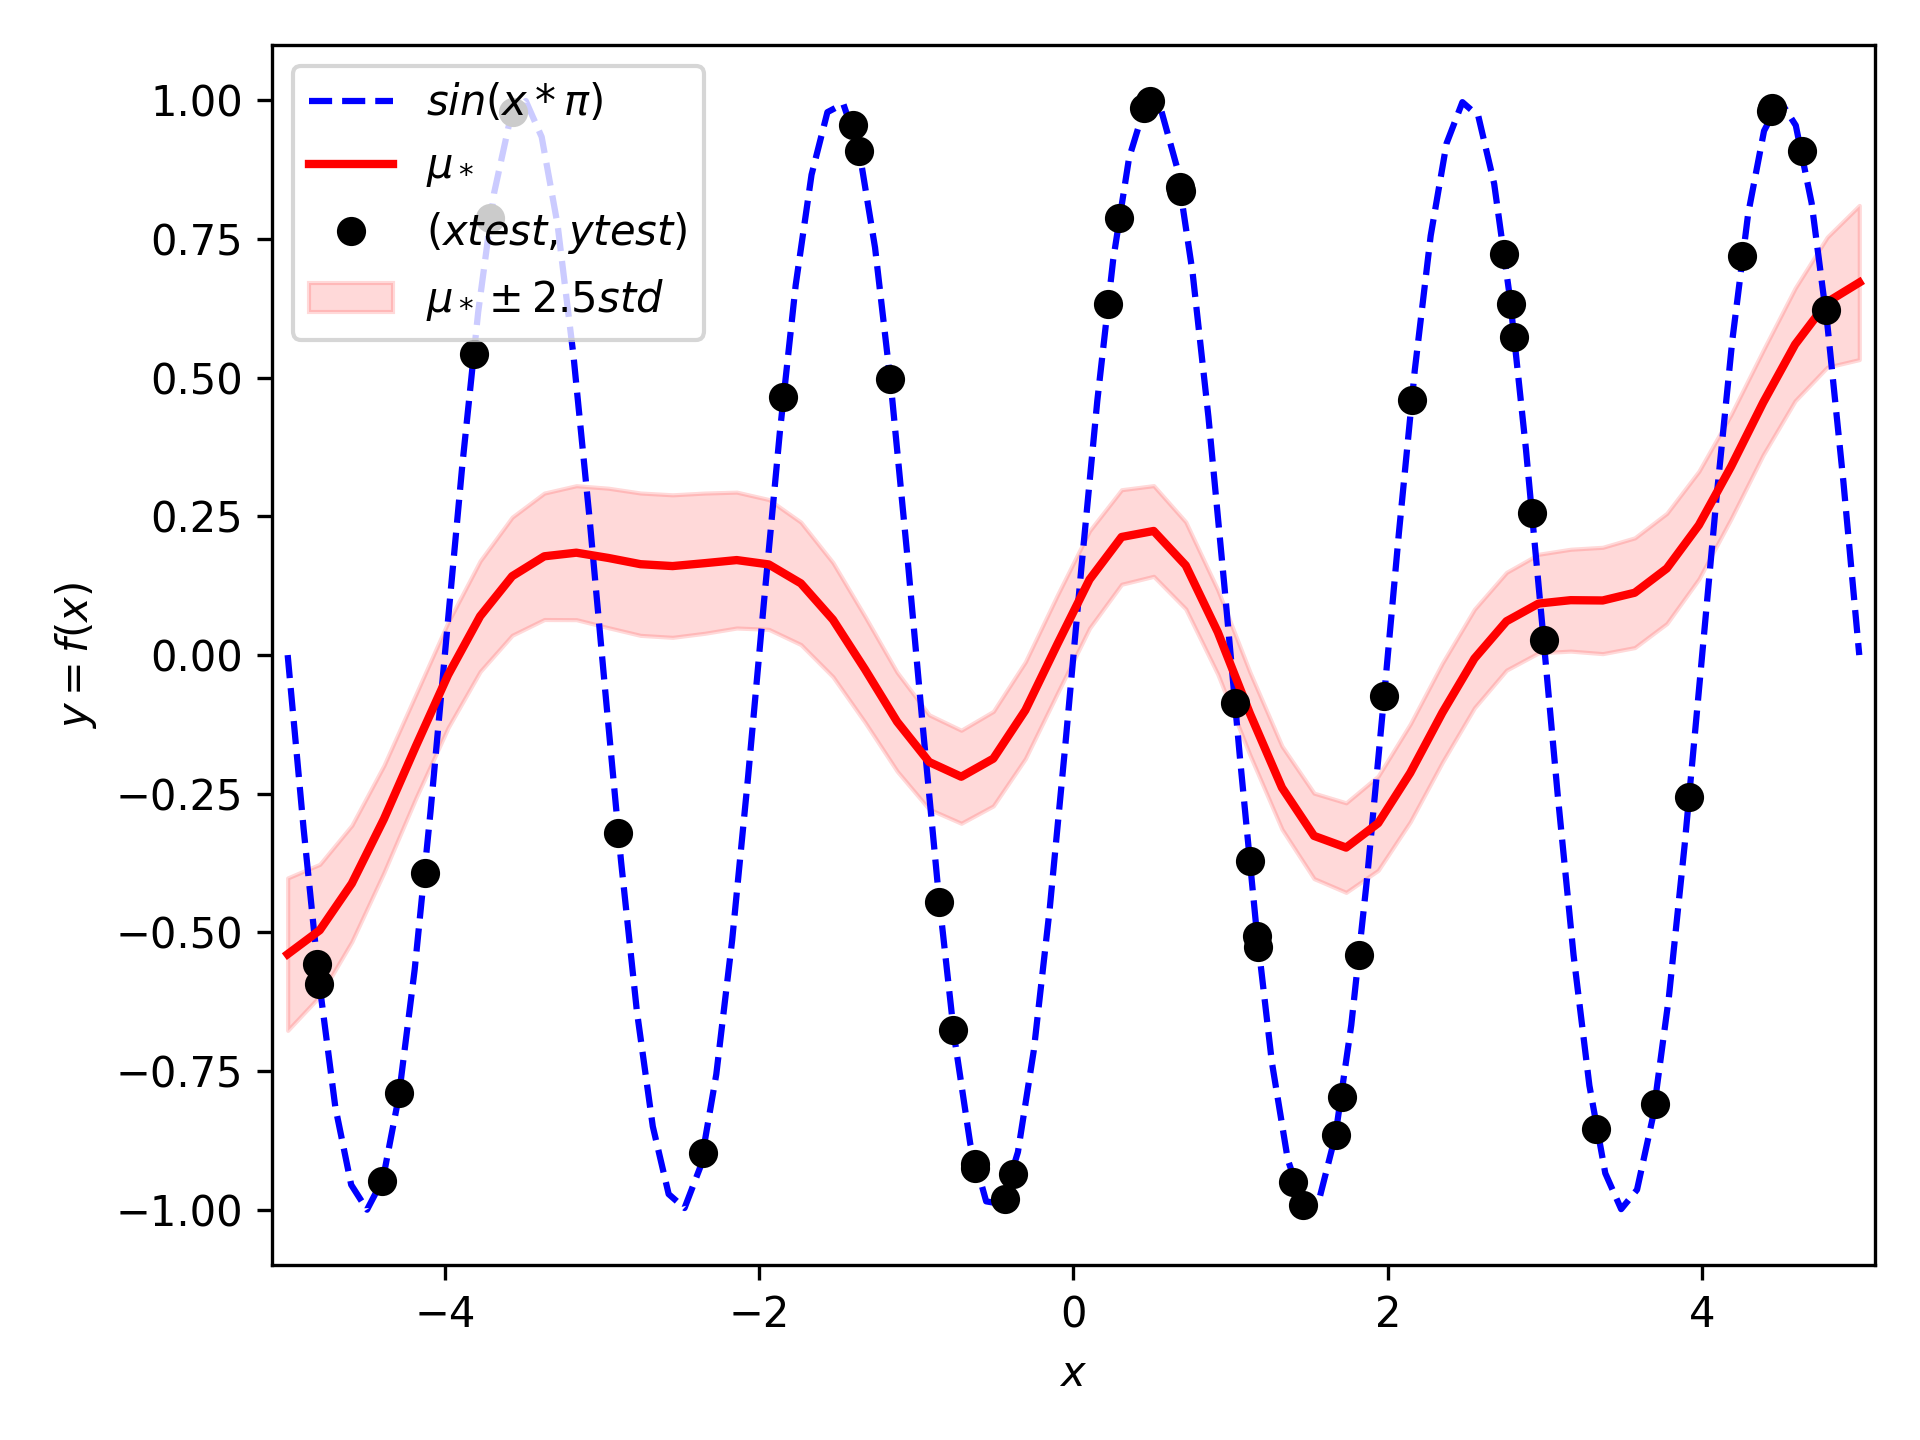 sin(x * π)
μ*
(xtest, ytest)
μ* ± 2.5std
1.00
0.75
0.50
0.25
0.00
−0.25
−0.50
−0.75
−1.00
y = f(x)
−4 −2 0 2 4
x